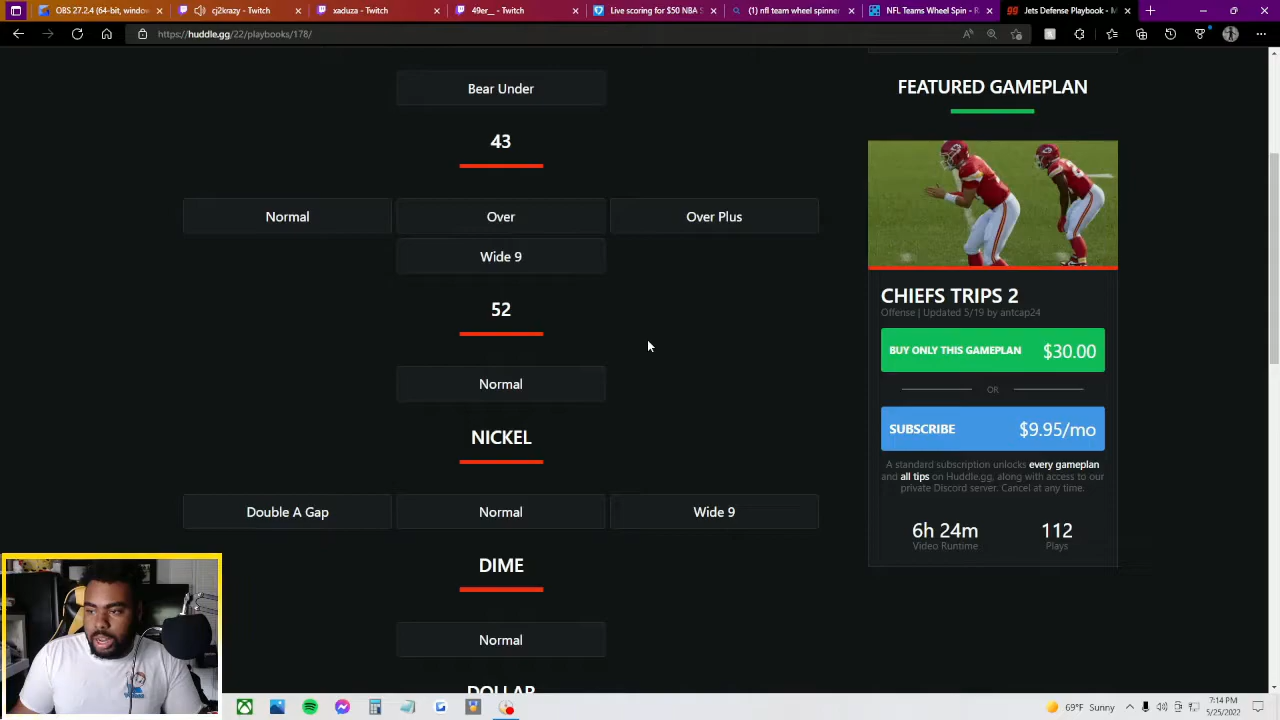 OBS 27.2.4 (64-bit, window
cj2krazy - Twitch
xaduza - Twitch
49er__ - Twitch
Live scoring for $50 NBA S
(1) nfl team wheel spinner
NFL Teams Wheel Spin - R
Jets Defense Playbook - M
https://huddle.gg/22/playbooks/178/
Bear Under
43
Normal
Over
Over Plus
Wide 9
52
Normal
NICKEL
Double A Gap
Normal
Wide 9
DIME
Normal
DOLLAR
FEATURED GAMEPLAN
CHIEFS TRIPS 2
Offense | Updated 5/19 by antcap24
BUY ONLY THIS GAMEPLAN $30.00
OR
SUBSCRIBE $9.95/mo
A standard subscription unlocks every gameplan
and all tips on Huddle.gg, along with access to our
private Discord server. Cancel at any time.
6h 24m
Video Runtime
112
Plays
69°F Sunny
7:14 PM
5/25/2022